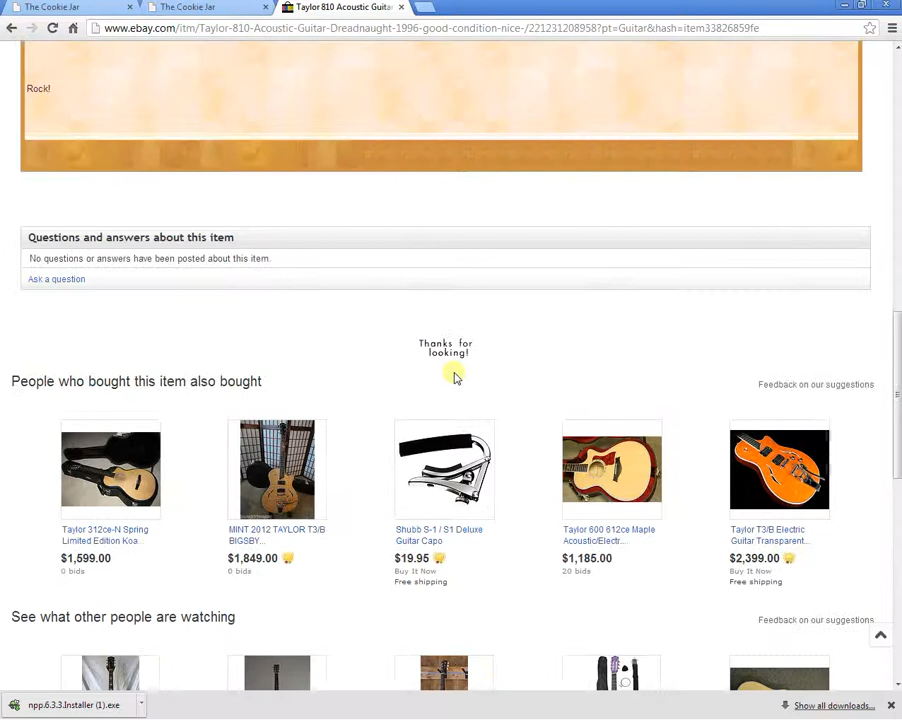 The Cookie Jar
The Cookie Jar
Taylor 810 Acoustic Guitar
www.ebay.com/itm/Taylor-810-Acoustic-Guitar-Dreadnaught-1996-good-condition-nice-/221231208958?pt=Guitar&hash=item33826859fe
Rock!
Questions and answers about this item
No questions or answers have been posted about this item.
Ask a question
Thanks for
looking!
People who bought this item also bought
Feedback on our suggestions
Taylor 312ce-N Spring
Limited Edition Koa...
$1,599.00
0 bids
MINT 2012 TAYLOR T3/B
BIGSBY...
$1,849.00
0 bids
Shubb S-1 / S1 Deluxe
Guitar Capo
$19.95
Buy It Now
Free shipping
Taylor 600 612ce Maple
Acoustic/Electr...
$1,185.00
20 bids
Taylor T3/B Electric
Guitar Transparent...
$2,399.00
Buy It Now
Free shipping
See what other people are watching
Feedback on our suggestions
npp.6.3.3.Installer (1).exe
Show all downloads...